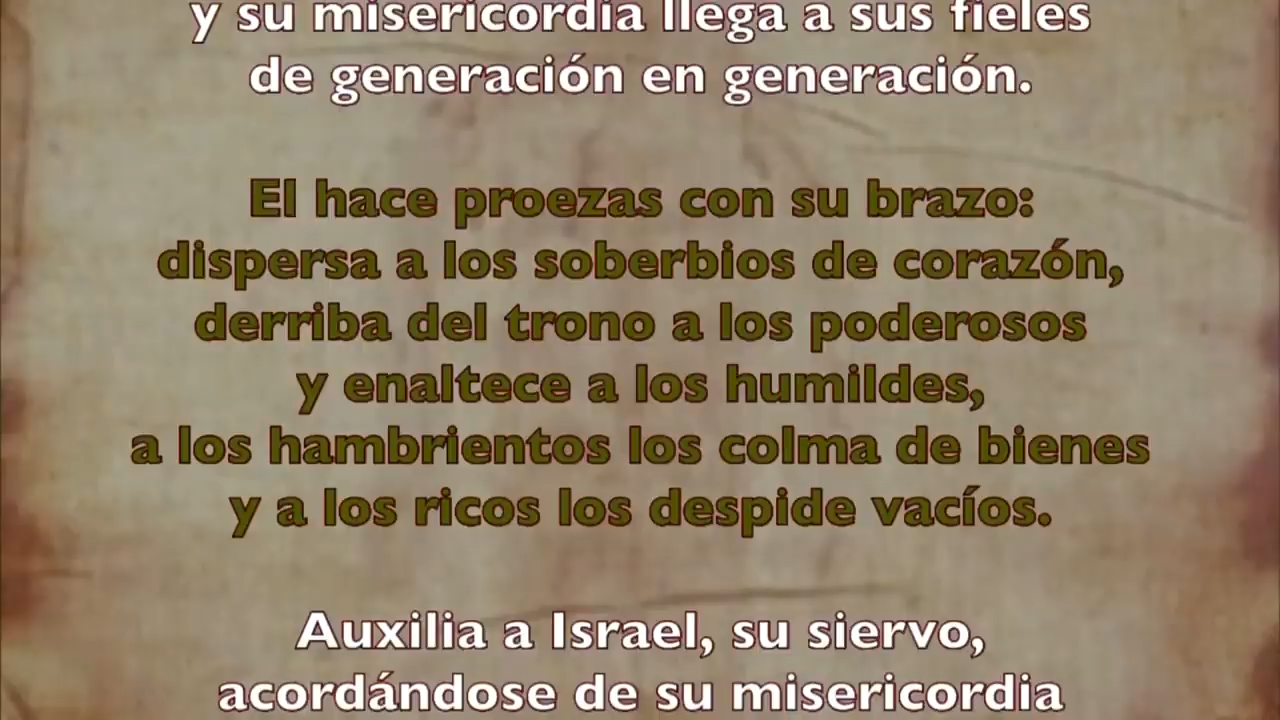 y su misericordia llega a sus fieles
de generación en generación.
El hace proezas con su brazo:
dispersa a los soberbios de corazón,
derriba del trono a los poderosos
y enaltece a los humildes,
a los hambrientos los colma de bienes
y a los ricos los despide vacíos.
Auxilia a Israel, su siervo,
acordándose de su misericordia